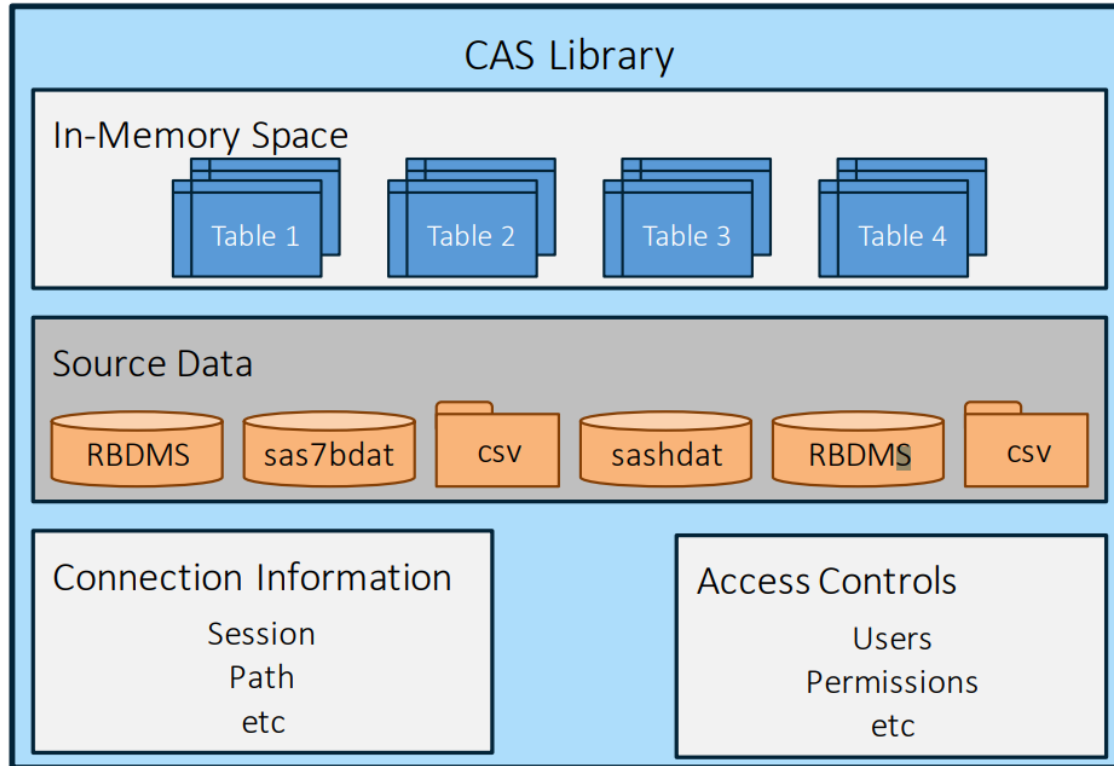 CAS Library
In-Memory Space
Table 1 Table 2 Table 3 Table 4
Source Data
RBDMS sas7bdat csv sashdat RBDMS csv
Connection Information
Session
Path
etc
Access Controls
Users
Permissions
etc